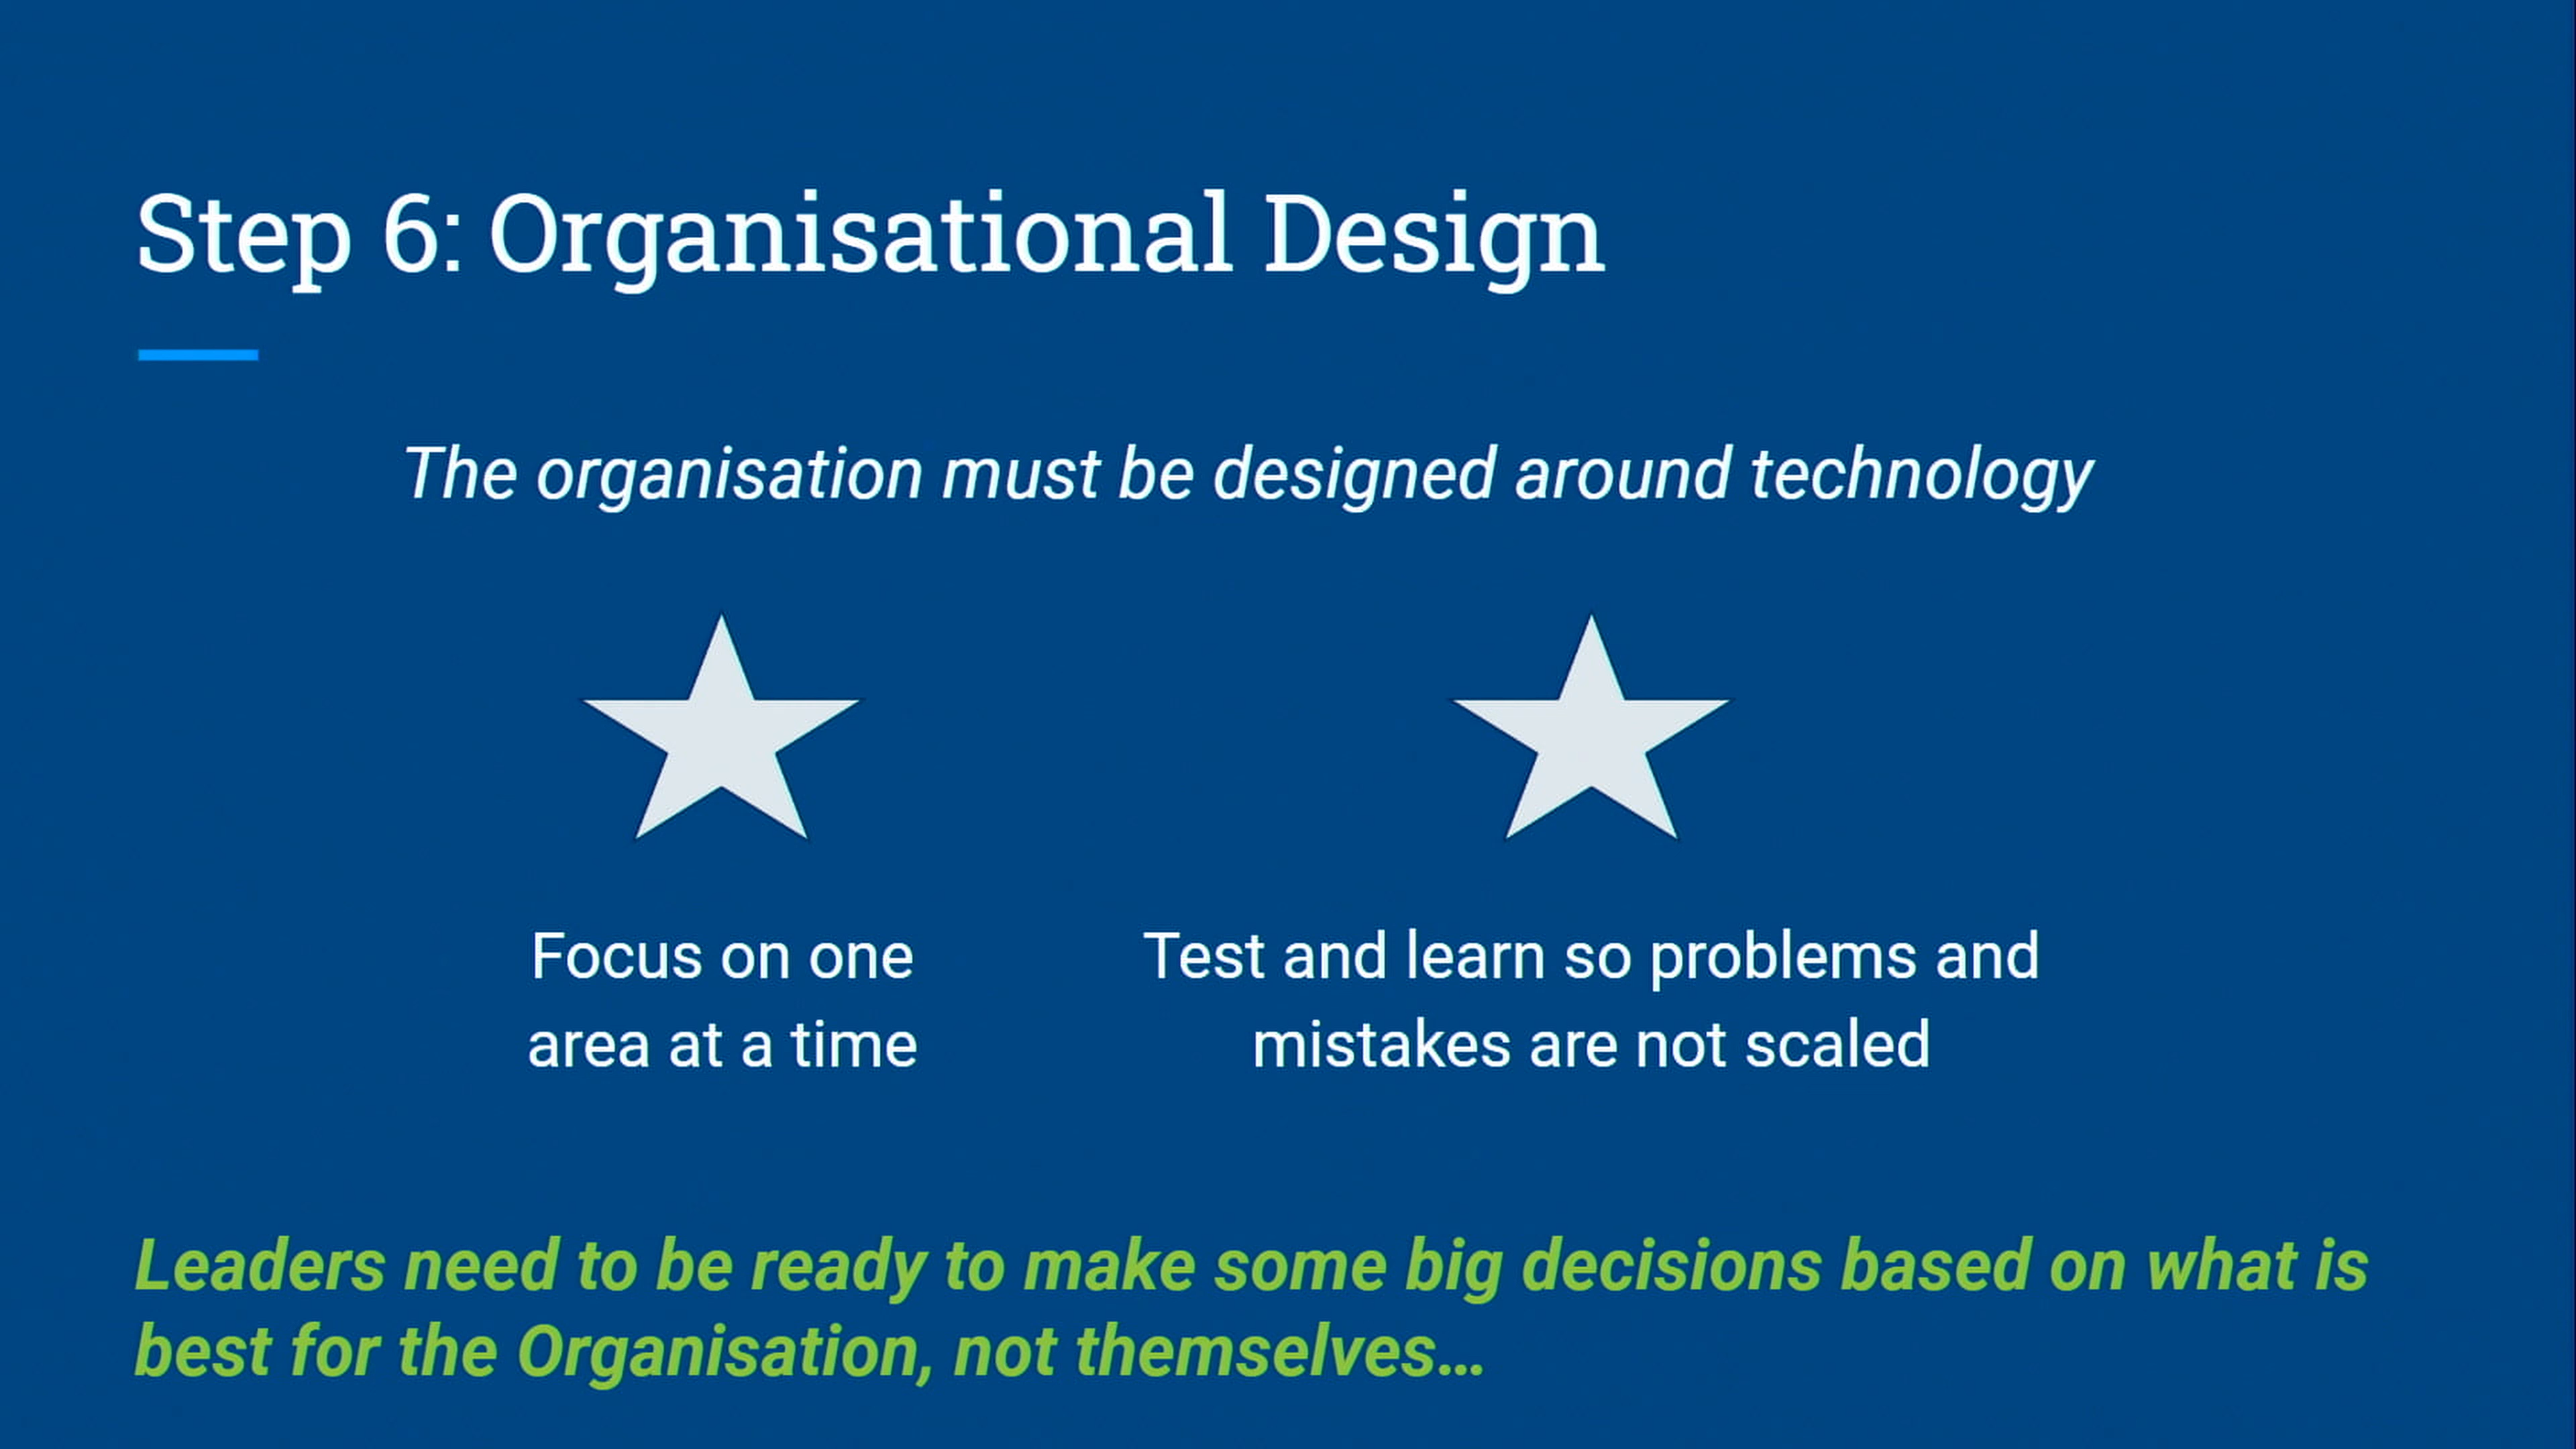 Step 6: Organisational Design
The organisation must be designed around technology
Focus on one
area at a time
Test and learn so problems and
mistakes are not scaled
Leaders need to be ready to make some big decisions based on what is
best for the Organisation, not themselves…